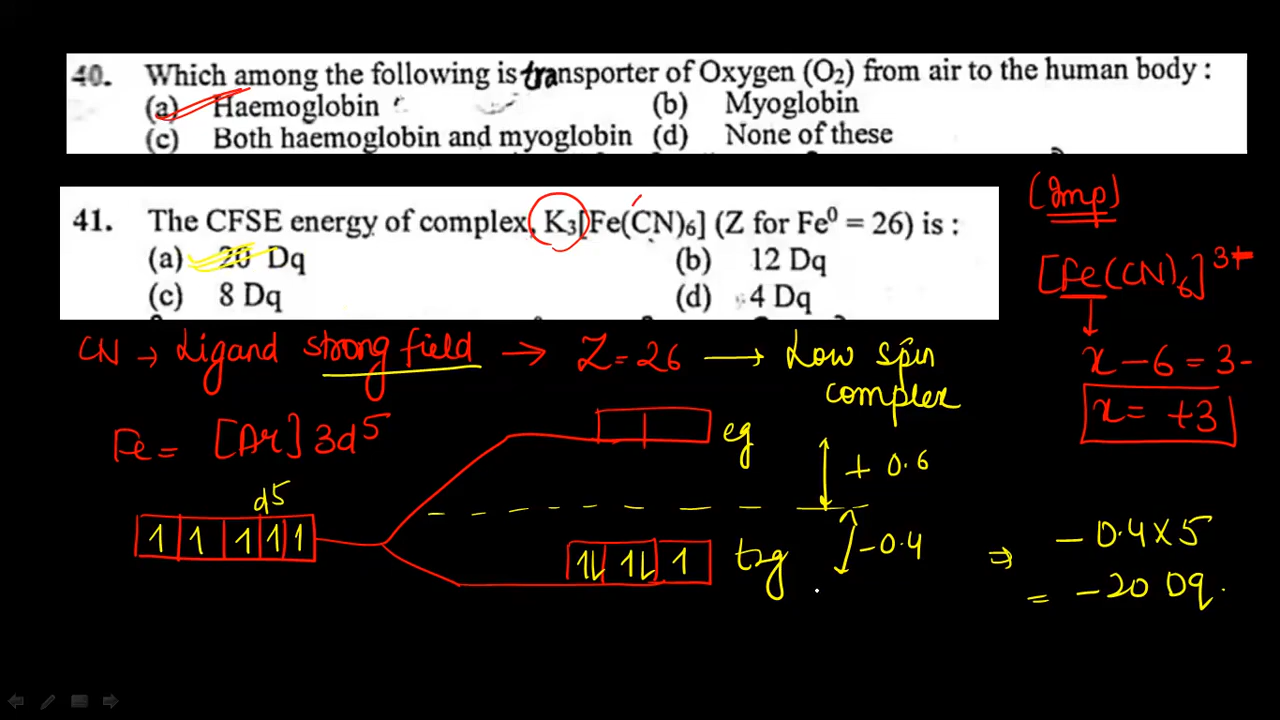 40. Which among the following is transporter of Oxygen (O₂) from air to the human body :
(a) Haemoglobin (b) Myoglobin
(c) Both haemoglobin and myoglobin (d) None of these
41. The CFSE energy of complex, K₃[Fe(CN)₆] (Z for Fe⁰ = 26) is :
(a) 20 Dq (b) 12 Dq
(c) 8 Dq (d) 4 Dq
(Imp)
[Fe(CN)₆]³⁺
x - 6 = 3-
x = +3
CN → Ligand strong field → Z = 26 → Low spin
complex
Fe = [Ar] 3d⁵
eg
+ 0.6
d5
1 1 1 1 1
1L 1L 1 t2g
-0.4
⇒ - 0.4 x 5
= - 20 Dq.